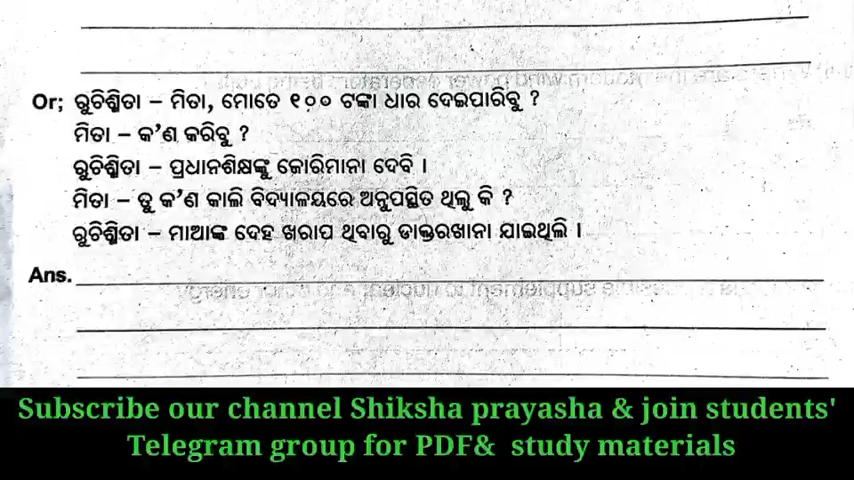 Or; ରୁଚିଶ୍ମିତା – ମିତା, ମୋତେ ୧୦୦ ଟଙ୍କା ଧାର ଦେଇପାରିବୁ ?
ମିତା – କ'ଣ କରିବୁ ?
ରୁଚିଶ୍ମିତା – ପ୍ରଧାନଶିକ୍ଷଙ୍କୁ ଜୋରିମାନା ଦେବି ।
ମିତା – ତୁ କ'ଣ କାଲି ବିଦ୍ୟାଳୟରେ ଅନୁପସ୍ଥିତ ଥିଲୁ କି ?
ରୁଚିଶ୍ମିତା – ମାଆଙ୍କ ଦେହ ଖରାପ ଥିବାରୁ ଡାକ୍ତରଖାନା ଯାଇଥିଲି ।
Ans.
Subscribe our channel Shiksha prayasha & join students'
Telegram group for PDF& study materials